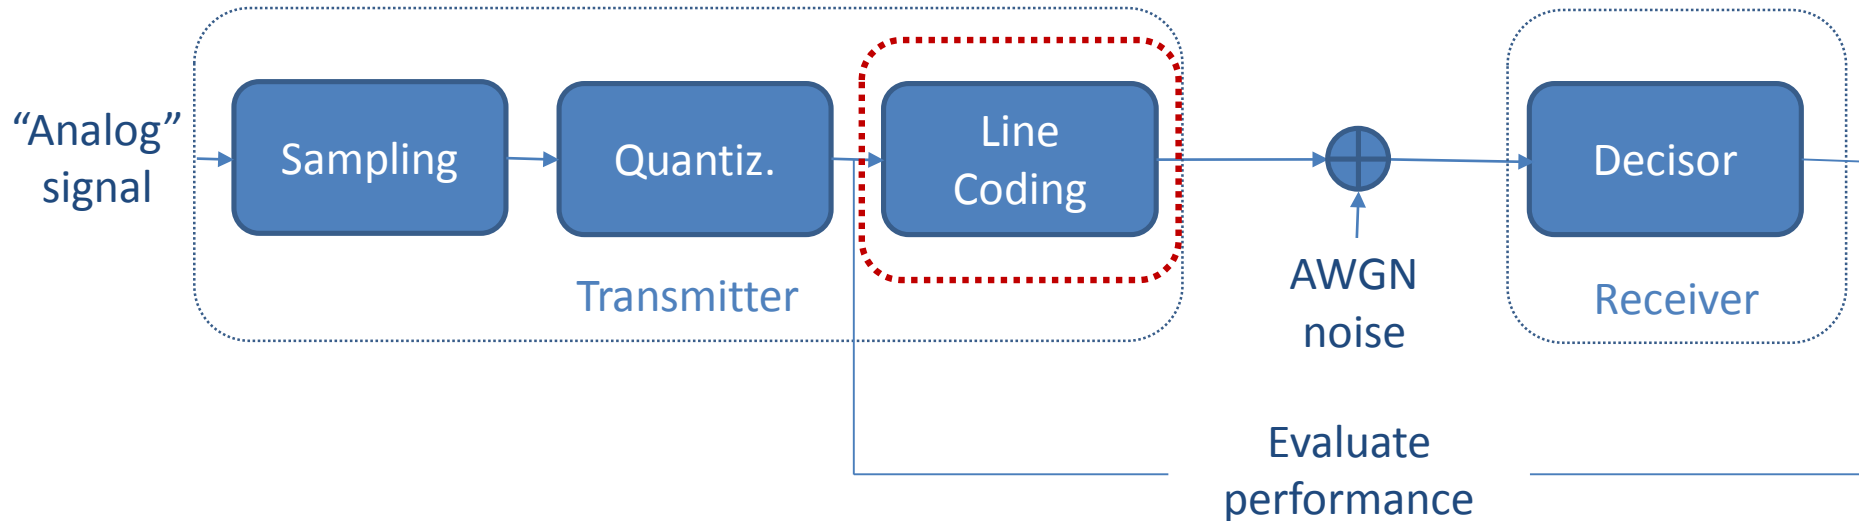 “Analog”
signal
Sampling
Quantiz.
Line
Coding
Transmitter
AWGN
noise
Decisor
Receiver
Evaluate
performance